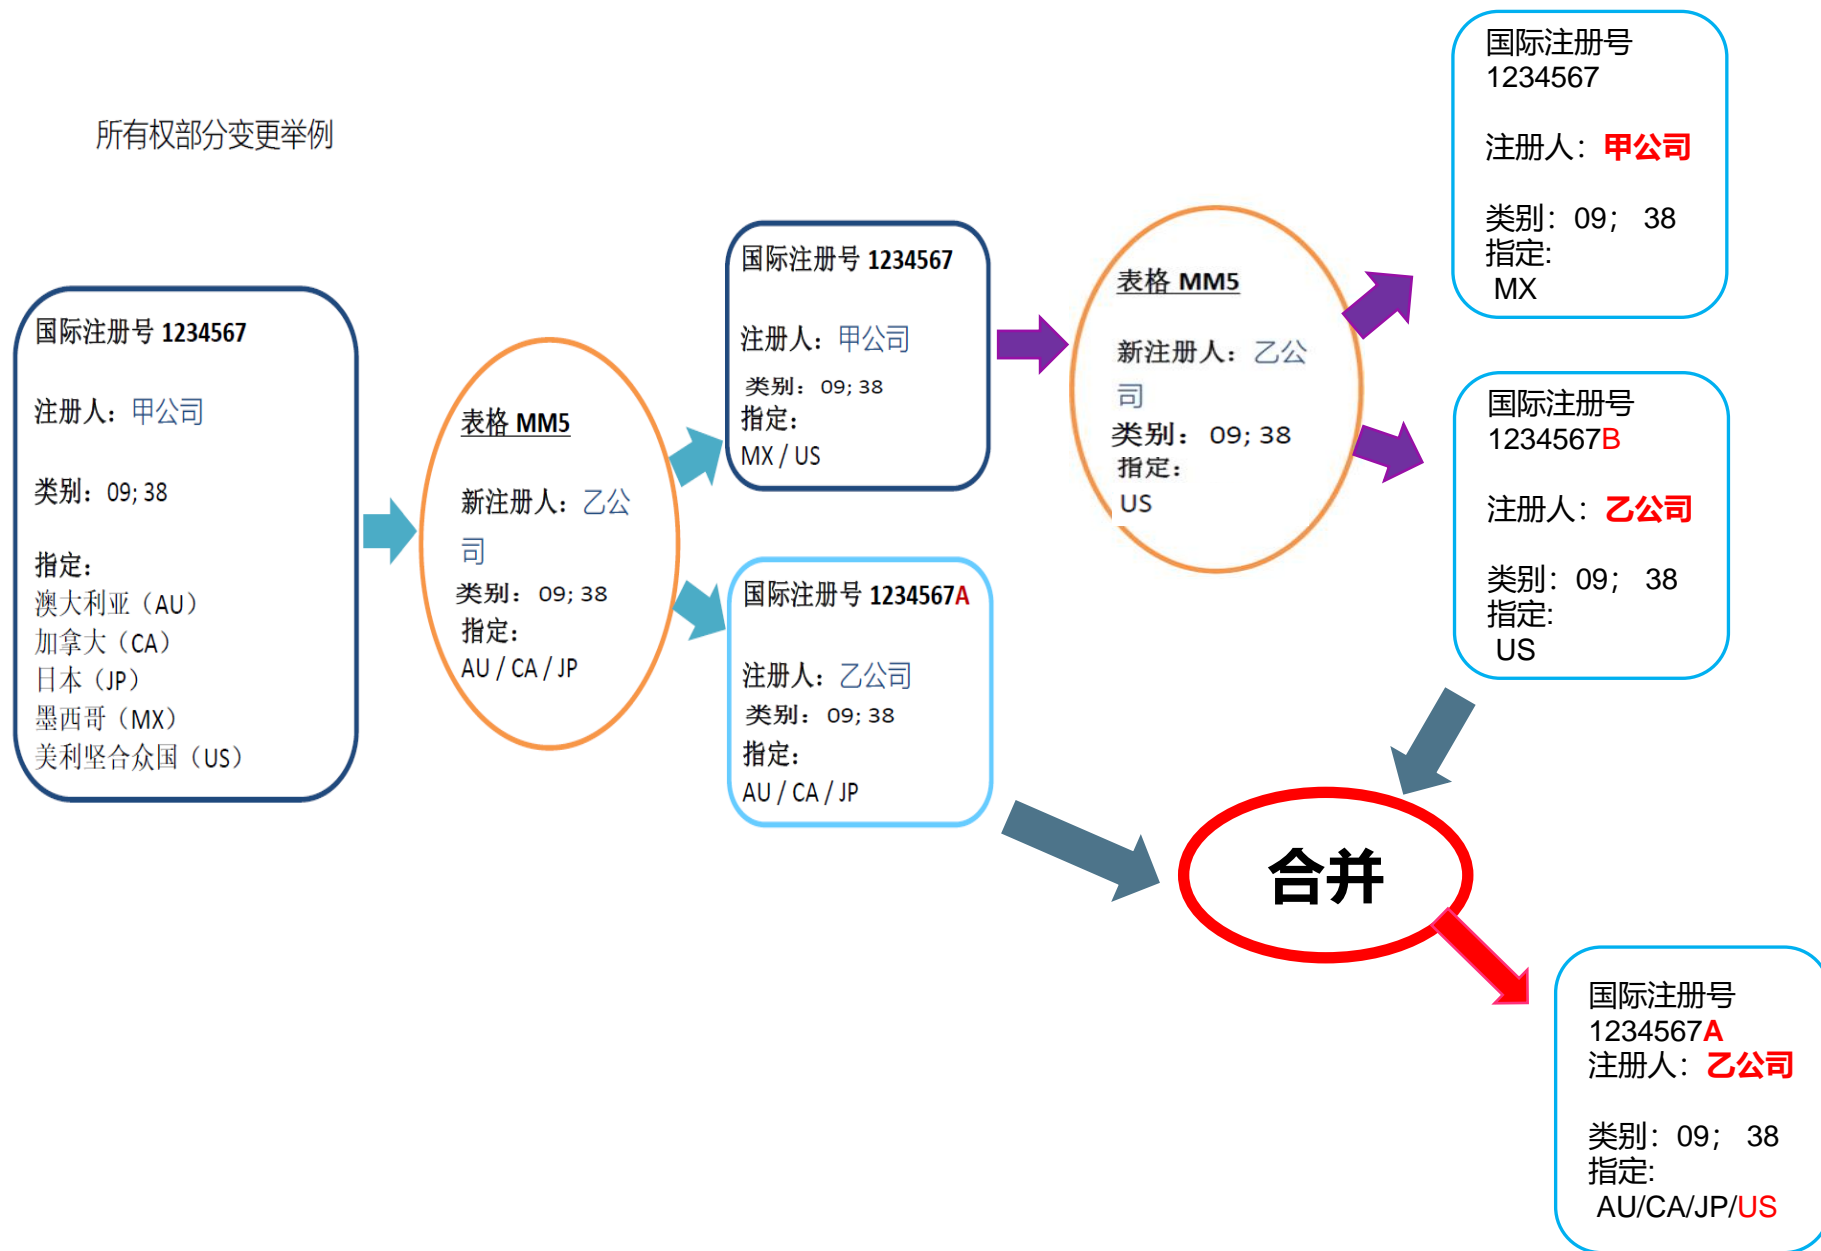 所有权部分变更举例
国际注册号 1234567
注册人：甲公司
类别：09; 38
指定：
澳大利亚（AU）
加拿大（CA）
日本（JP）
墨西哥（MX）
美利坚合众国（US）
表格 MM5
新注册人：乙公
司
类别：09; 38
指定：
AU / CA / JP
国际注册号 1234567
注册人：甲公司
类别：09; 38
指定：
MX / US
国际注册号 1234567A
注册人：乙公司
类别：09; 38
指定：
AU / CA / JP
表格 MM5
新注册人：乙公
司
类别：09; 38
指定：
US
国际注册号
1234567
注册人：甲公司
类别：09； 38
指定:
MX
国际注册号
1234567B
注册人：乙公司
类别：09； 38
指定:
US
合并
国际注册号
1234567A
注册人：乙公司
类别：09； 38
指定:
AU/CA/JP/US